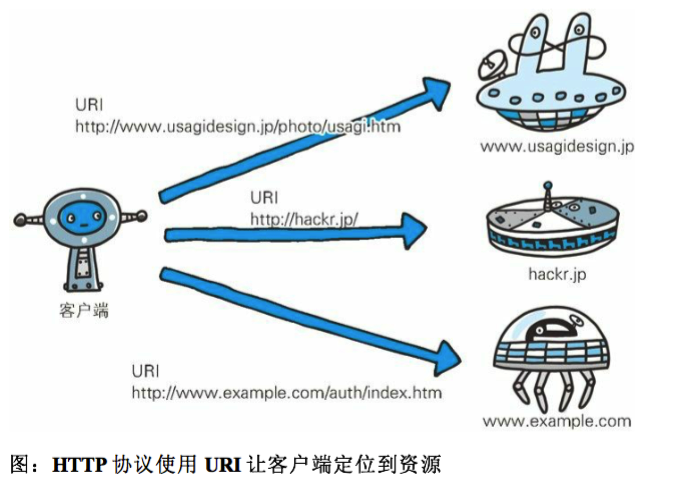 URI
http://www.usagidesign.jp/photo/usagi.htm
www.usagidesign.jp
URI
http://hackr.jp/
hackr.jp
客户端
URI
http://www.example.com/auth/index.htm
www.example.com
图：HTTP 协议使用 URI 让客户端定位到资源